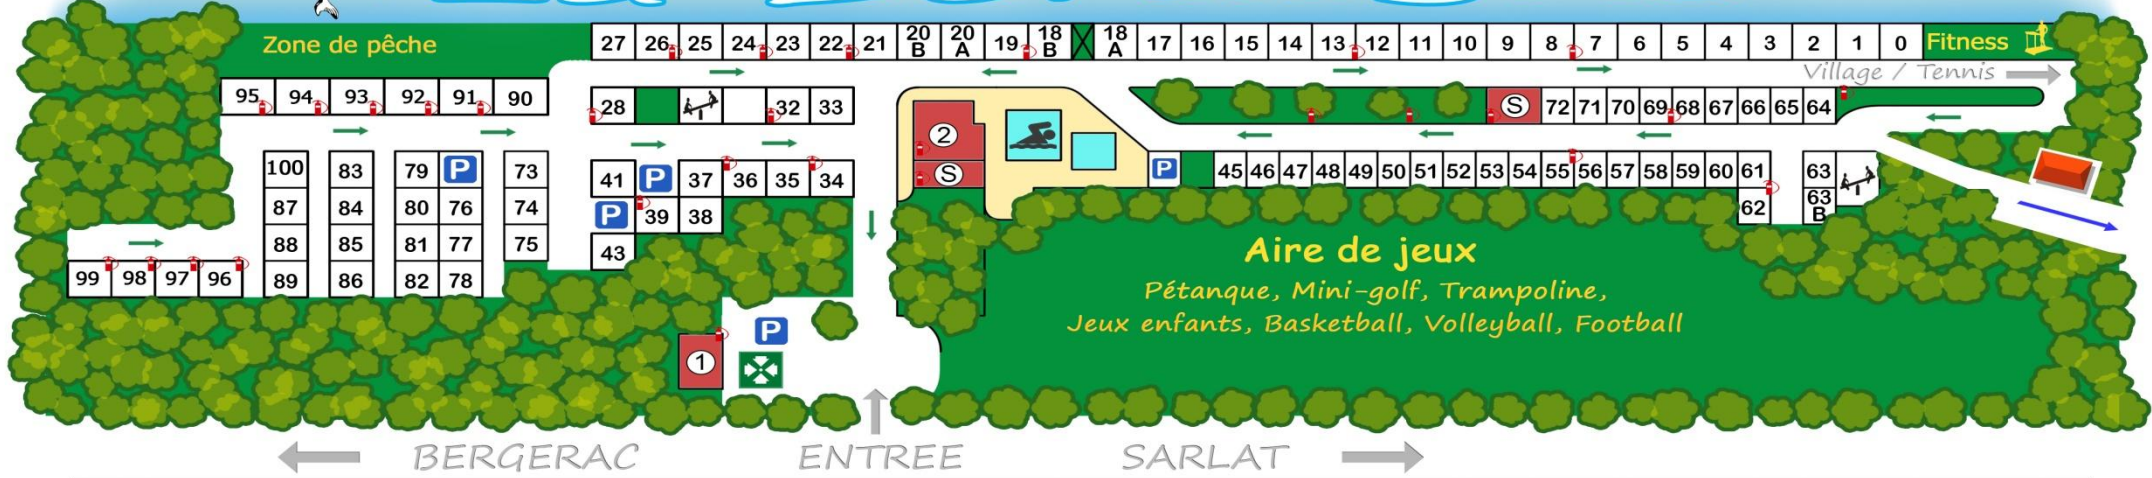 Zone de pêche
27 26 25 24 23 22 21 20 B 20 A 19 18 B 18 A 17 16 15 14 13 12 11 10 9 8 7 6 5 4 3 2 1 0 Fitness
Village / Tennis
95 94 93 92 91 90 28 32 33 S 72 71 70 69 68 67 66 65 64
2
100 83 79 P 73 41 P 37 36 35 34 S P 45 46 47 48 49 50 51 52 53 54 55 56 57 58 59 60 61 63
87 84 80 76 74 P 39 38 62 63 B
88 85 81 77 75 43
99 98 97 96 89 86 82 78
Aire de jeux
Pétanque, Mini-golf, Trampoline,
Jeux enfants, Basketball, Volleyball, Football
P
1
BERGERAC ENTREE SARLAT